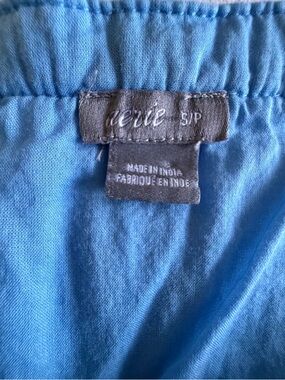 aerie S/P
MADE IN INDIA
FABRIQUÉ EN INDE